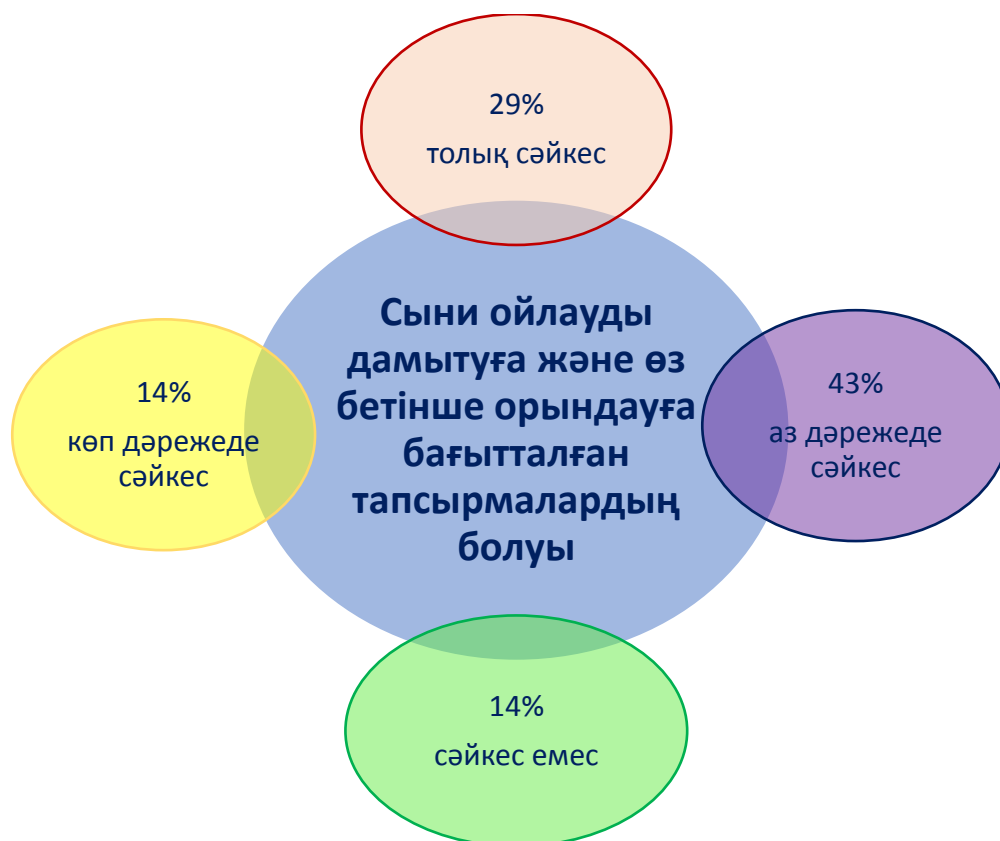 29%
толық сәйкес
Сыни ойлауды
дамытуға және өз
бетінше орындауға
бағытталған
тапсырмалардың
болуы
14%
көп дәрежеде
сәйкес
43%
аз дәрежеде
сәйкес
14%
сәйкес емес